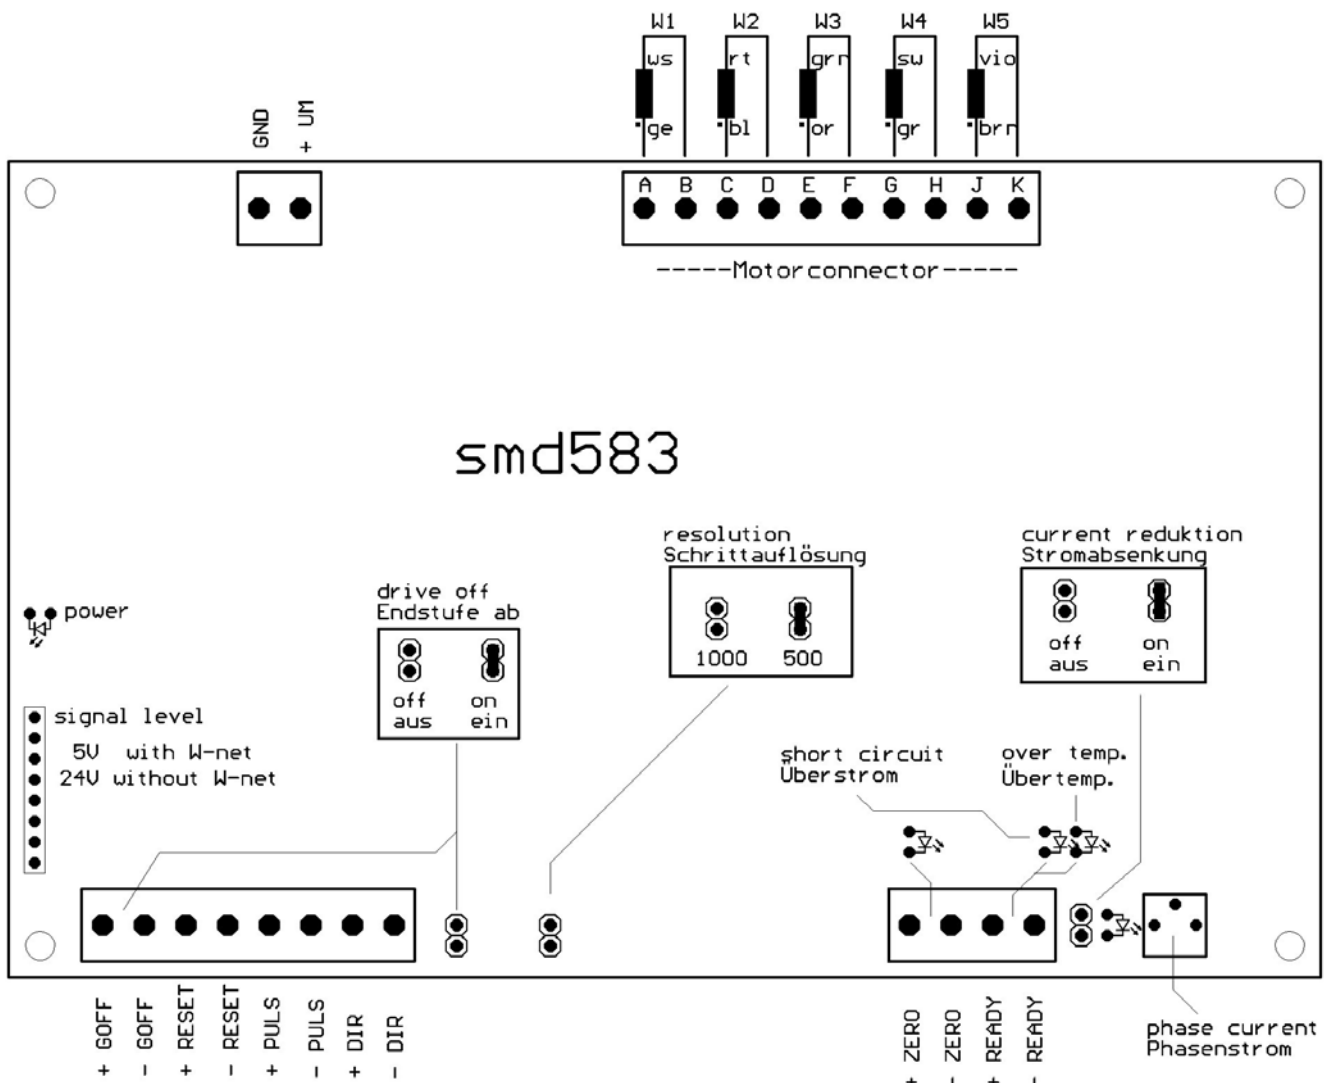 W1 W2 W3 W4 W5
ws rt grn sw vio
ge bl or gr brn
GND
+ UM
A B C D E F G H J K
-----Motorconnector-----
smd583
resolution
Schrittauflösung
1000 500
current reduktion
Stromabsenkung
off on
aus ein
drive off
Endstufe ab
off on
aus ein
power
signal level
5V with W-net
24V without W-net
short circuit
Überstrom
over temp.
Übertemp.
+ GOFF
- GOFF
+ RESET
- RESET
+ PULS
- PULS
+ DIR
- DIR
+ ZERO
- ZERO
+ READY
- READY
phase current
Phasenstrom